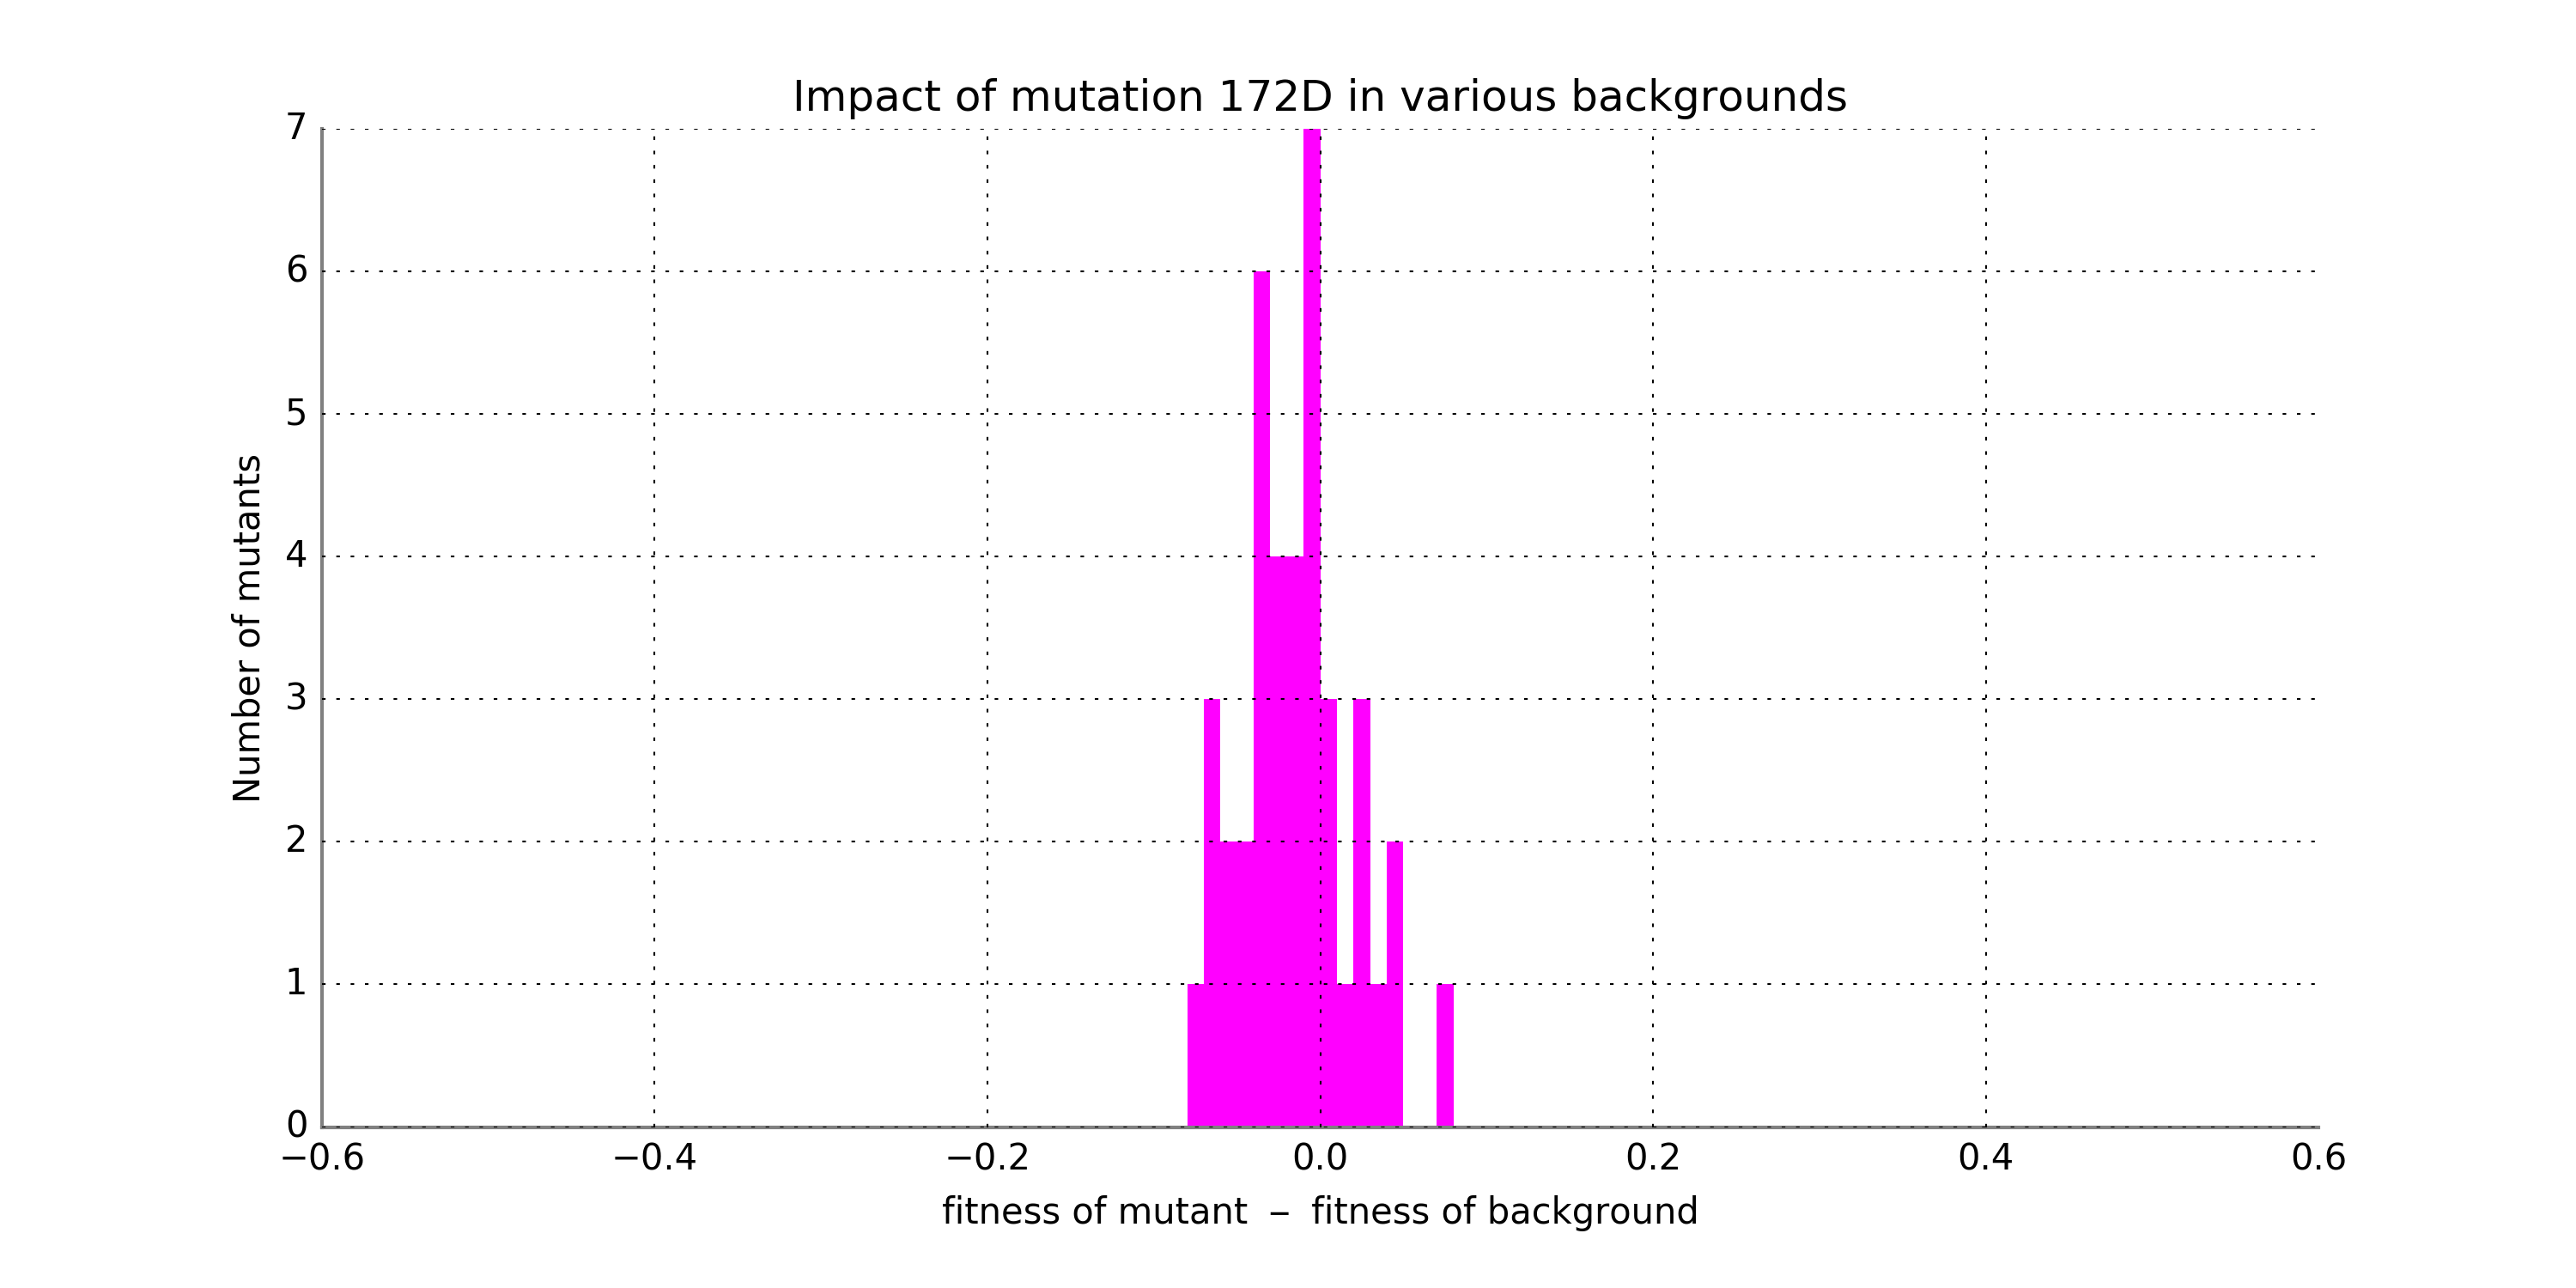 Impact of mutation 172D in various backgrounds
7
6
5
4
3
2
1
0
Number of mutants
−0.6 −0.4 −0.2 0.0 0.2 0.4 0.6
fitness of mutant − fitness of background